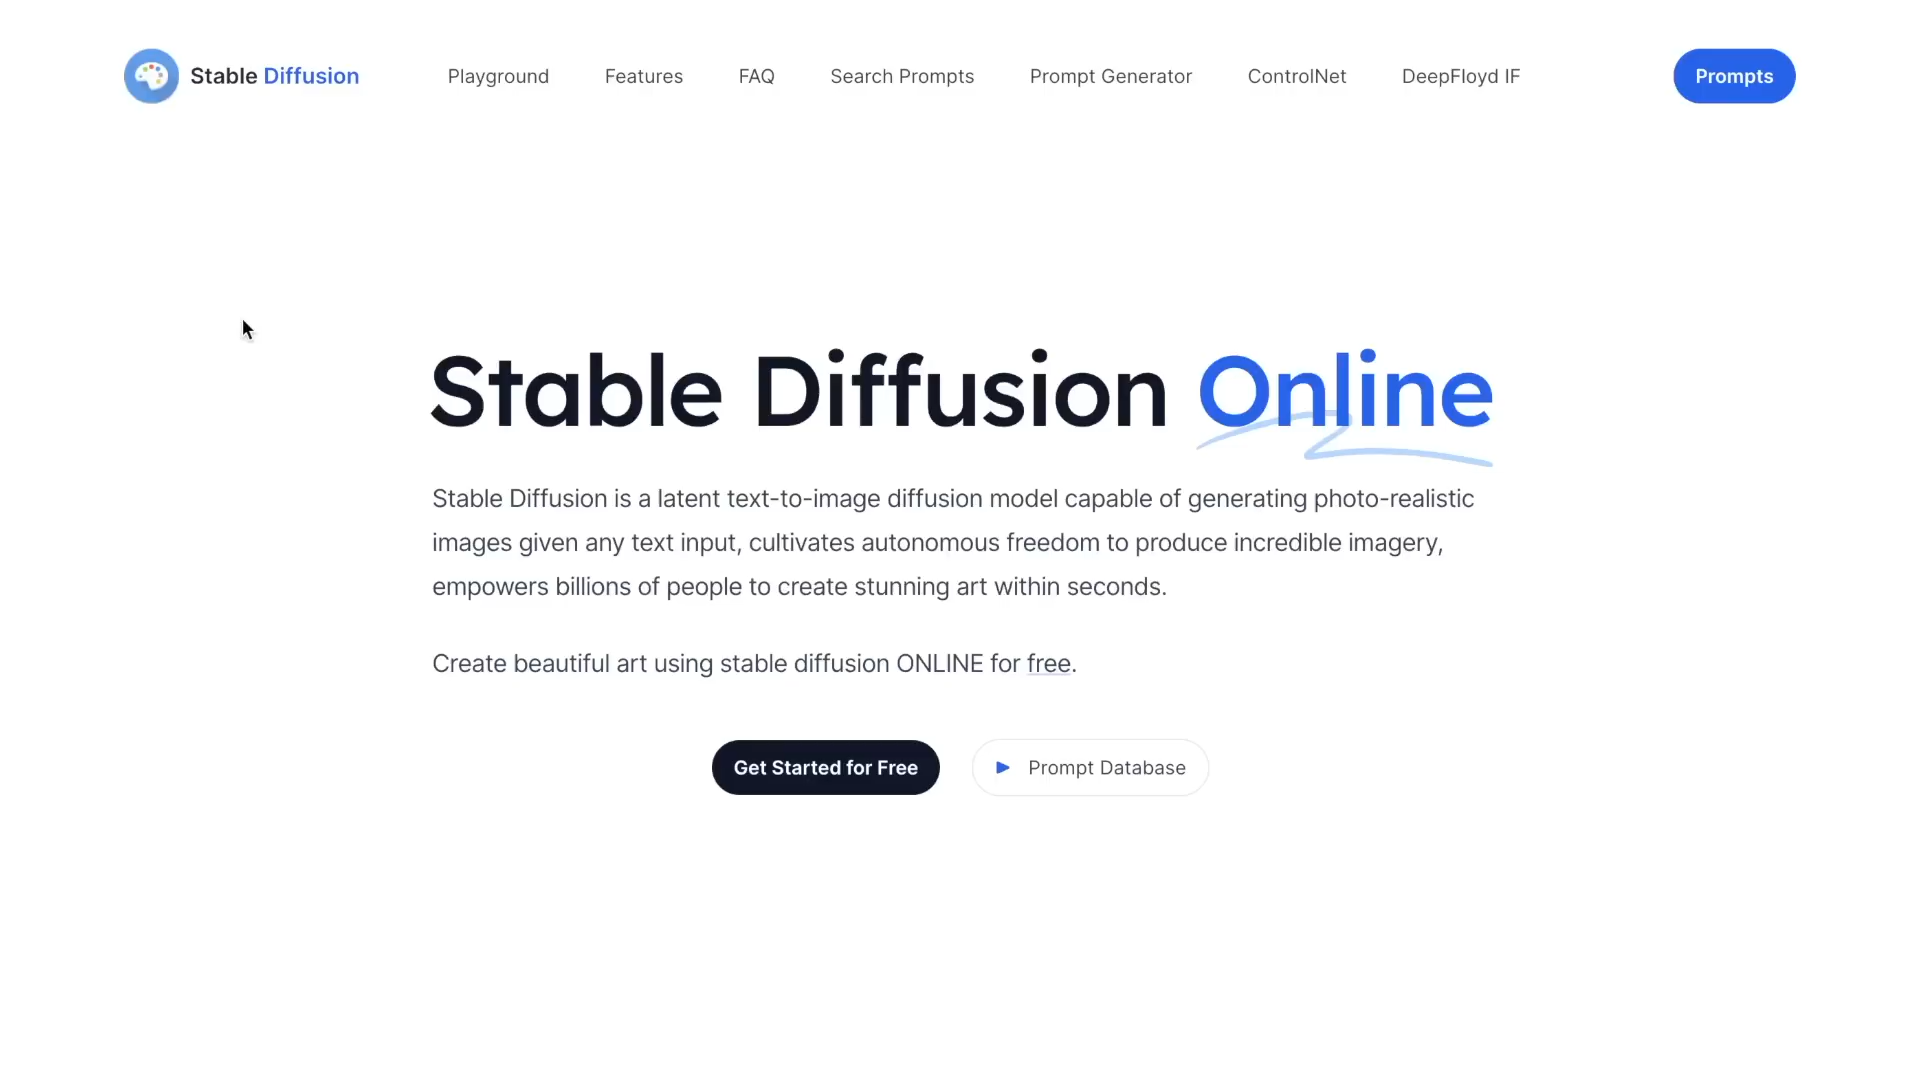 Stable Diffusion
Playground
Features
FAQ
Search Prompts
Prompt Generator
ControlNet
DeepFloyd IF
Prompts
Stable Diffusion Online
Stable Diffusion is a latent text-to-image diffusion model capable of generating photo-realistic
images given any text input, cultivates autonomous freedom to produce incredible imagery,
empowers billions of people to create stunning art within seconds.
Create beautiful art using stable diffusion ONLINE for free.
Get Started for Free
Prompt Database